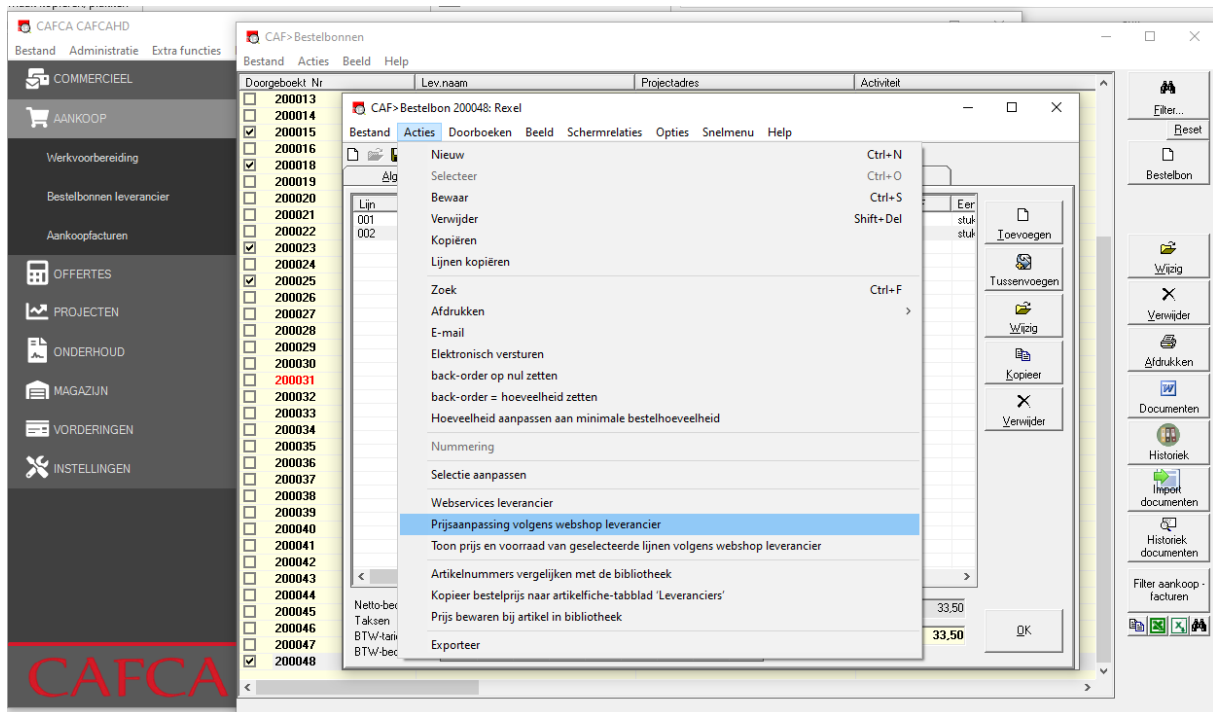 CAFCA CAFCAHD
Bestand Administratie Extra functies
COMMERCIEEL
AANKOOP
Werkvoorbereiding
Bestelbonnen leverancier
Aankoopfacturen
OFFERTES
PROJECTEN
ONDERHOUD
MAGAZIJN
VORDERINGEN
INSTELLINGEN
CAFCA
CAF>Bestelbonnen
Bestand Acties Beeld Help
Doorgeboekt Nr Lev.naam Projectadres Activiteit
200013
200014
200015
200016
200018
200019
200020
200021
200022
200023
200024
200025
200026
200027
200028
200029
200030
200031
200032
200033
200034
200035
200036
200037
200038
200039
200040
200041
200042
200043
200044
200045
200046
200047
200048
CAF>Bestelbon 200048: Rexel
Bestand Acties Doorboeken Beeld Schermrelaties Opties Snelmenu Help
Alg
Lijn Eer
001 stuk
002 stuk
Nieuw Ctrl+N
Selecteer Ctrl+O
Bewaar Ctrl+S
Verwijder Shift+Del
Kopiëren
Lijnen kopiëren
Zoek Ctrl+F
Afdrukken
E-mail
Elektronisch versturen
back-order op nul zetten
back-order = hoeveelheid zetten
Hoeveelheid aanpassen aan minimale bestelhoeveelheid
Nummering
Selectie aanpassen
Webservices leverancier
Prijsaanpassing volgens webshop leverancier
Toon prijs en voorraad van geselecteerde lijnen volgens webshop leverancier
Artikelnummers vergelijken met de bibliotheek
Kopieer bestelprijs naar artikelfiche-tabblad 'Leveranciers'
Prijs bewaren bij artikel in bibliotheek
Exporteer
Toevoegen
Tussenvoegen
Wijzig
Kopieer
Verwijder
Netto-bec 33,50
Taksen
BTW-tari 33,50
BTW-bec
OK
Filter...
Reset
Bestelbon
Wijzig
Verwijder
Afdrukken
Documenten
Historiek
Import
documenten
Historiek
documenten
Filter aankoop -
facturen